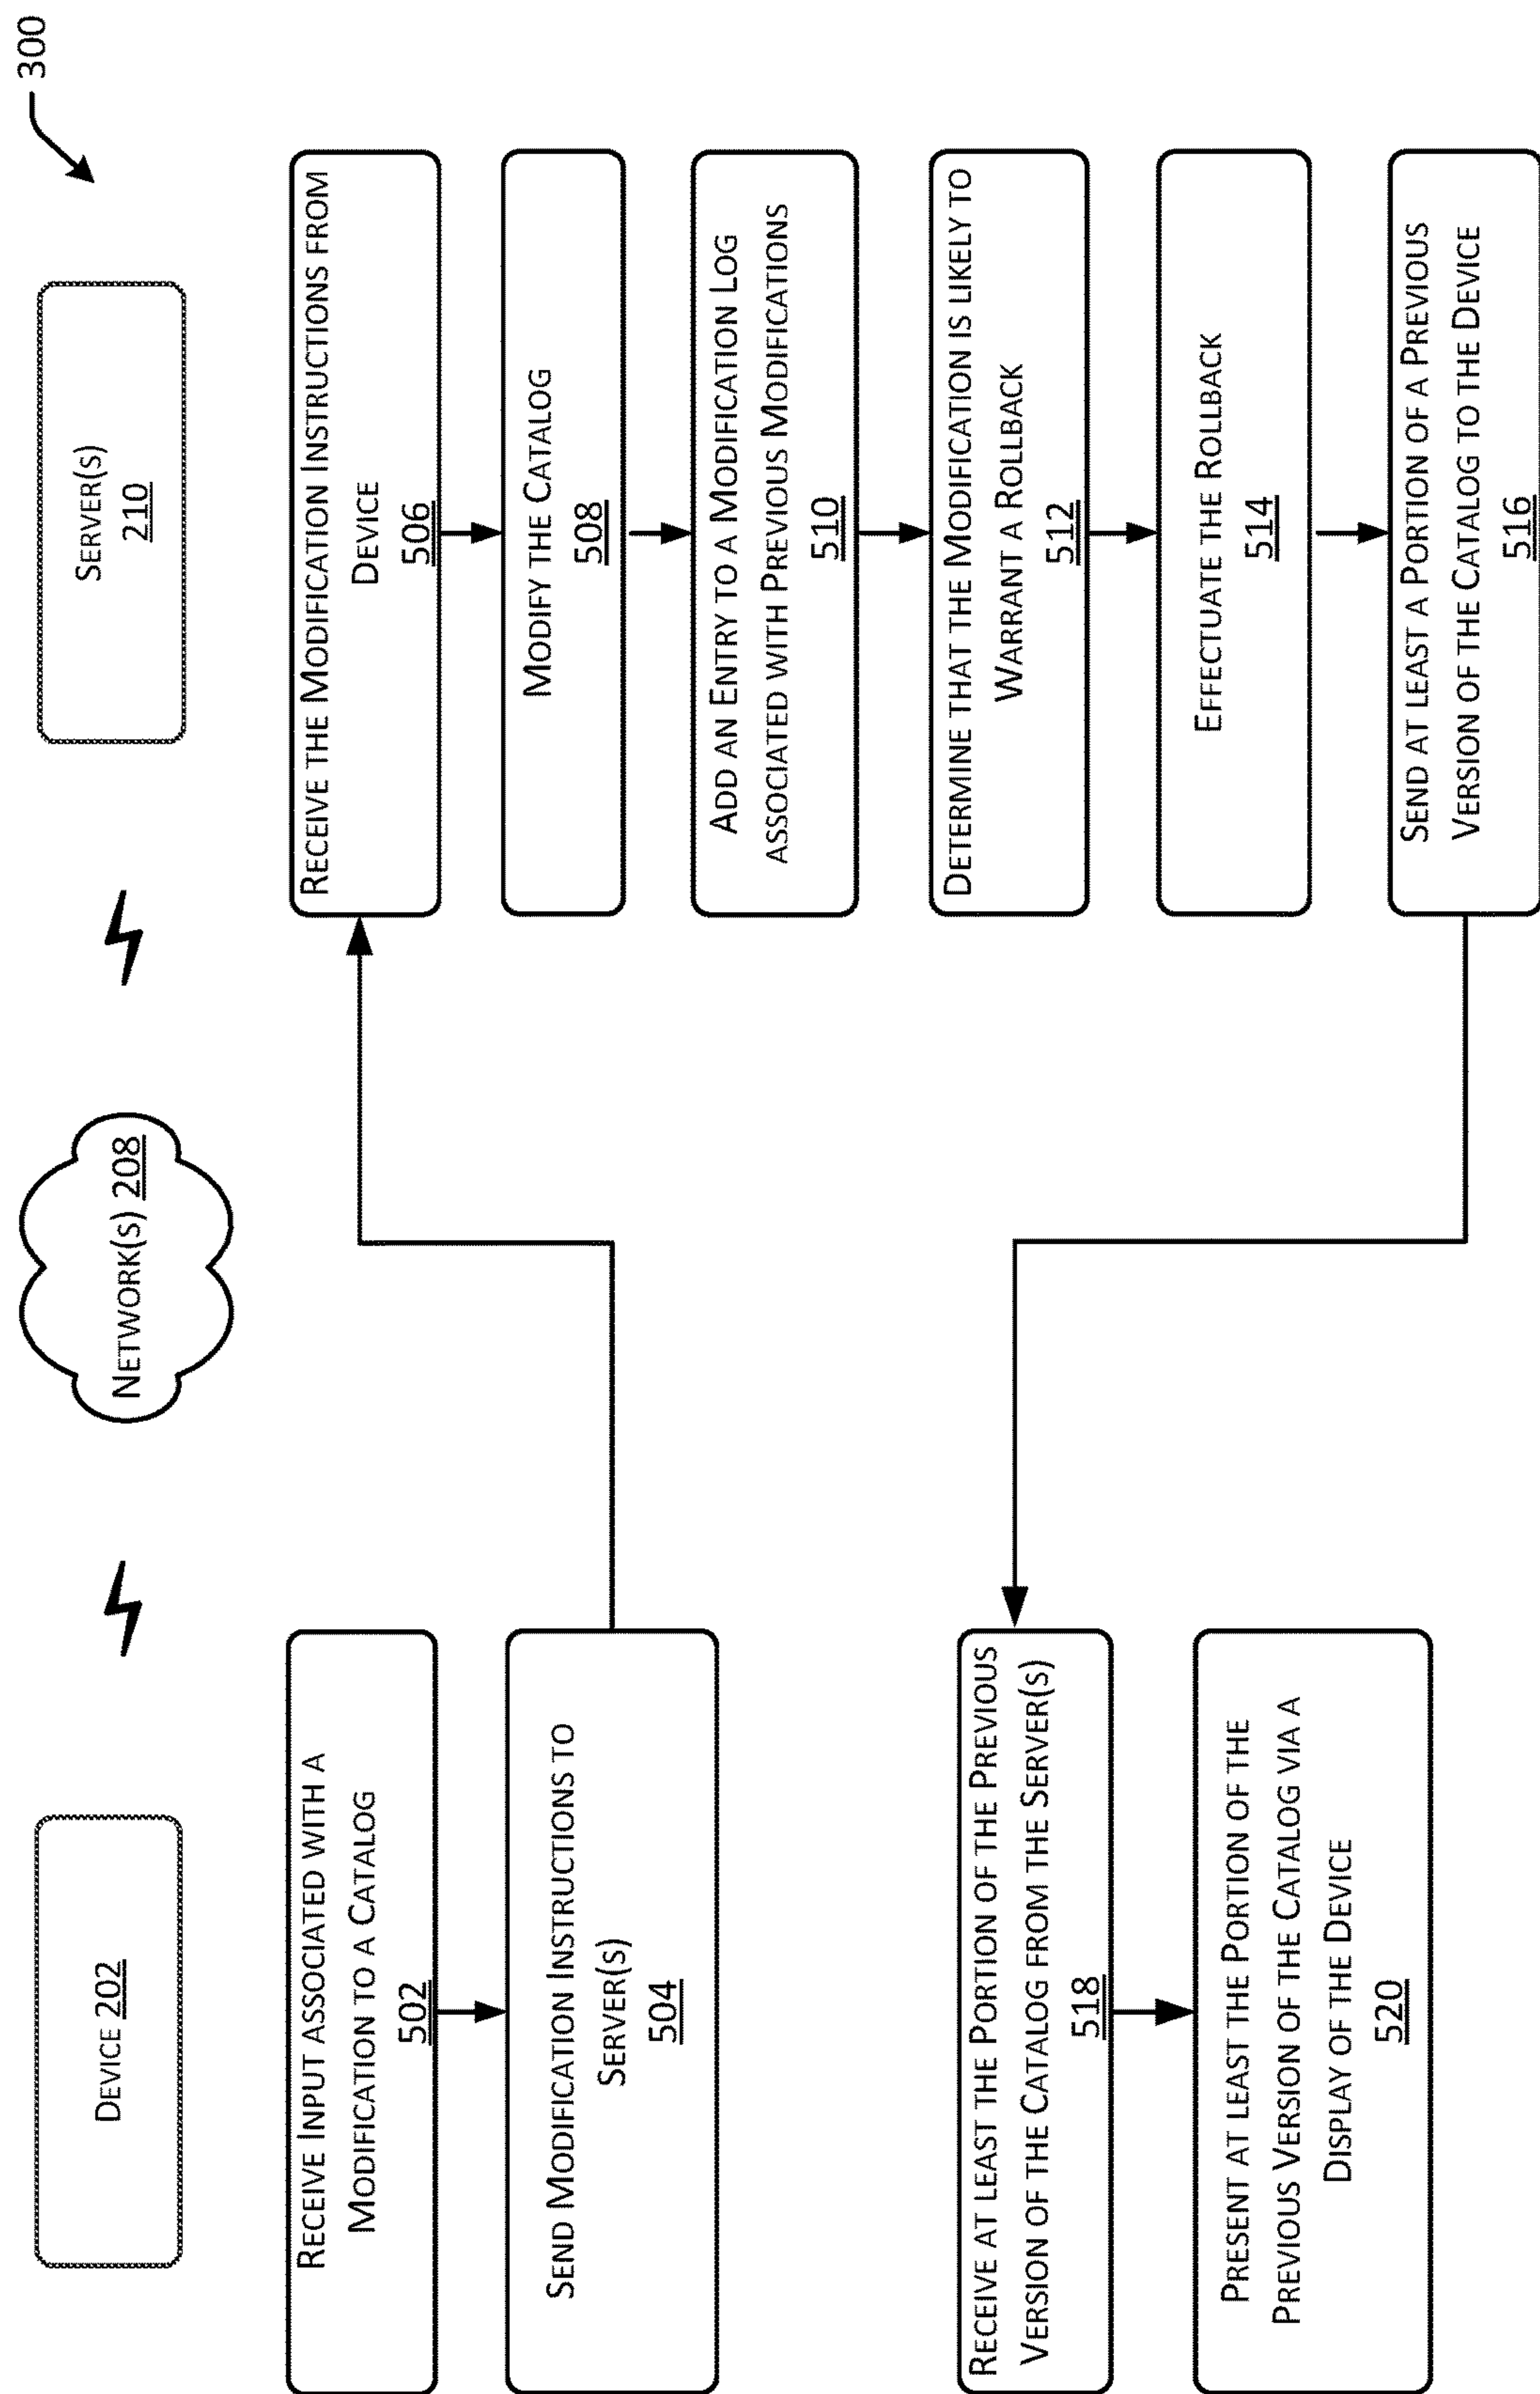 300
DEVICE 202
NETWORK(S) 208
SERVER(S)
210
RECEIVE INPUT ASSOCIATED WITH A
MODIFICATION TO A CATALOG
502
SEND MODIFICATION INSTRUCTIONS TO
SERVER(S)
504
RECEIVE THE MODIFICATION INSTRUCTIONS FROM
DEVICE
506
MODIFY THE CATALOG
508
ADD AN ENTRY TO A MODIFICATION LOG
ASSOCIATED WITH PREVIOUS MODIFICATIONS
510
DETERMINE THAT THE MODIFICATION IS LIKELY TO
WARRANT A ROLLBACK
512
EFFECTUATE THE ROLLBACK
514
SEND AT LEAST A PORTION OF A PREVIOUS
VERSION OF THE CATALOG TO THE DEVICE
516
RECEIVE AT LEAST THE PORTION OF THE PREVIOUS
VERSION OF THE CATALOG FROM THE SERVER(S)
518
PRESENT AT LEAST THE PORTION OF THE
PREVIOUS VERSION OF THE CATALOG VIA A
DISPLAY OF THE DEVICE
520